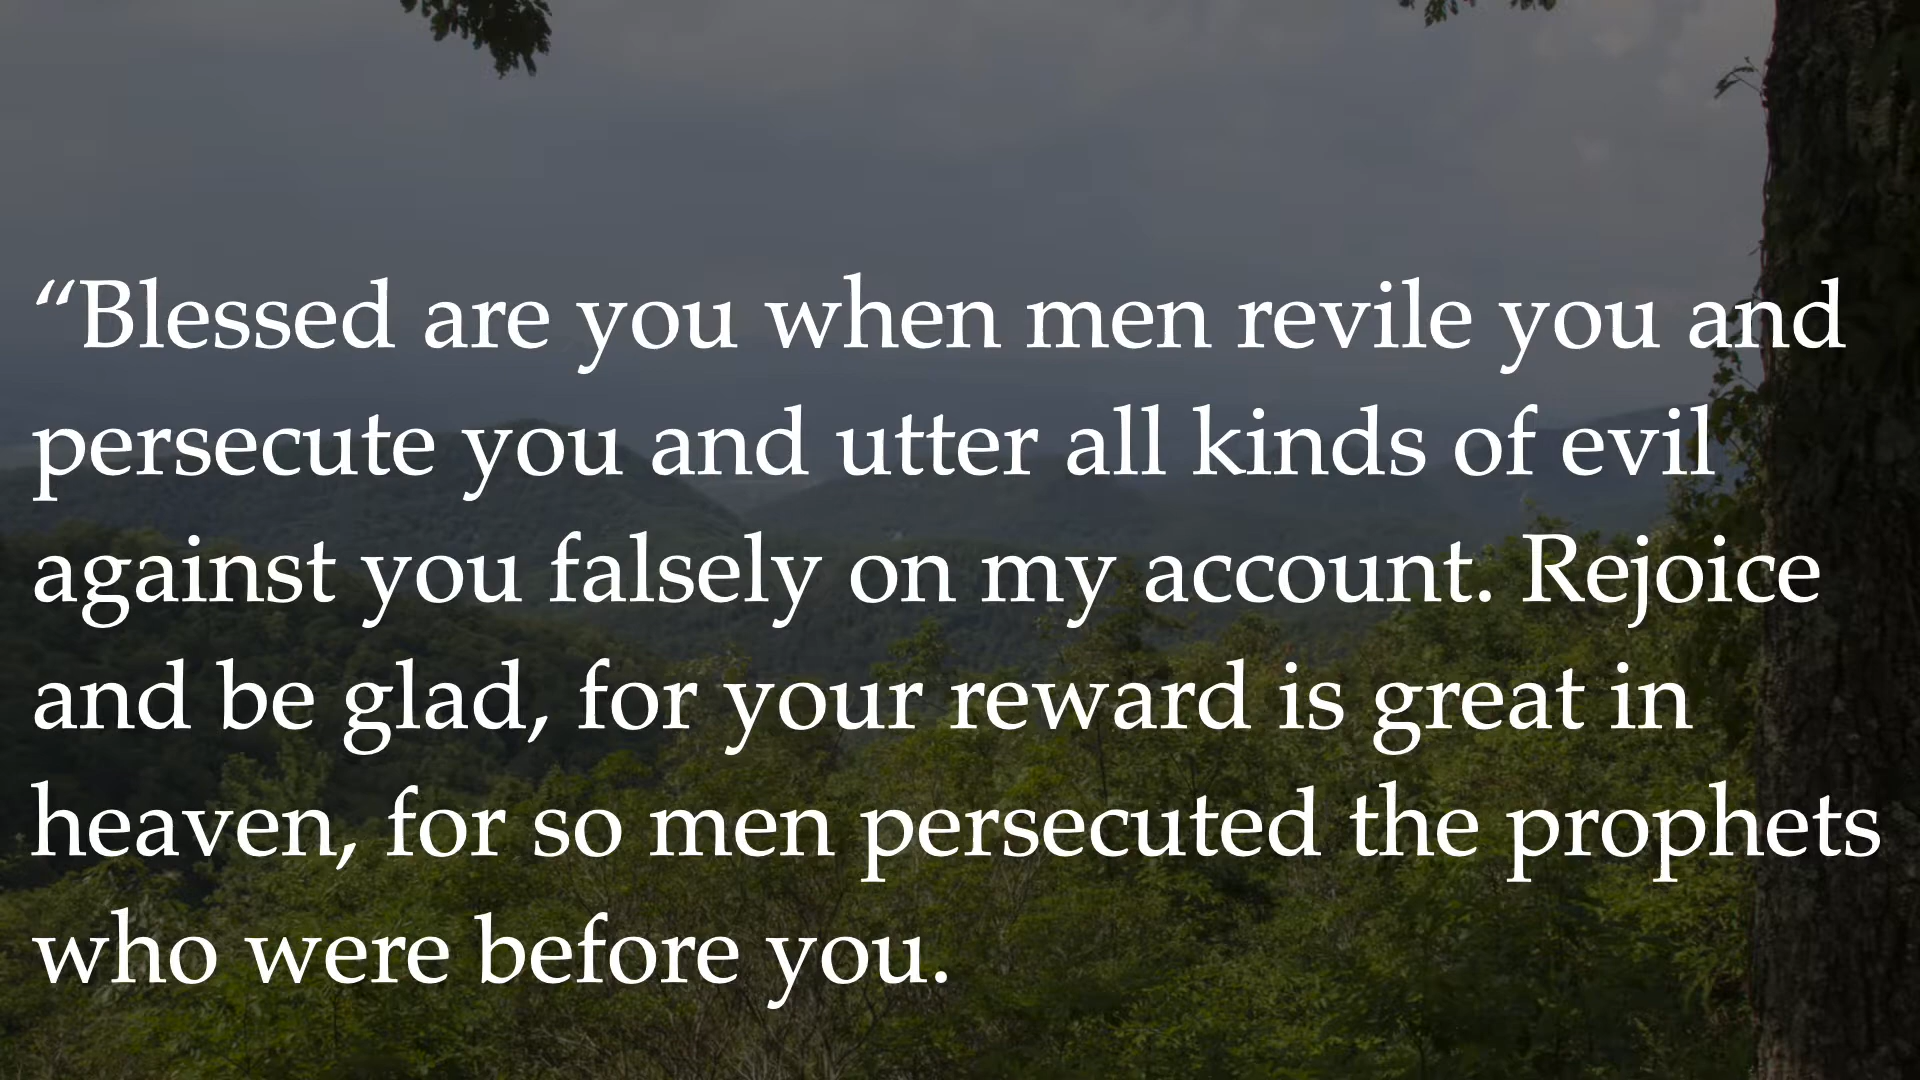 “Blessed are you when men revile you and
persecute you and utter all kinds of evil
against you falsely on my account. Rejoice
and be glad, for your reward is great in
heaven, for so men persecuted the prophets
who were before you.